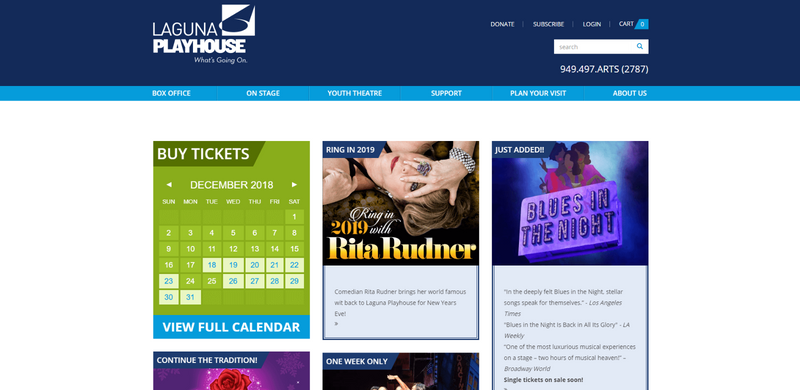 LAGUNA
PLAYHOUSE
What's Going On.
DONATE
SUBSCRIBE
LOGIN
CART 0
search
949.497.ARTS (2787)
BOX OFFICE
ON STAGE
YOUTH THEATRE
SUPPORT
PLAN YOUR VISIT
ABOUT US
BUY TICKETS
DECEMBER 2018
SUN MON TUE WED THU FRI SAT
1
2 3 4 5 6 7 8
9 10 11 12 13 14 15
16 17 18 19 20 21 22
23 24 25 26 27 28 29
30 31
VIEW FULL CALENDAR
CONTINUE THE TRADITION!
RING IN 2019
Ring in
2019 with
Rita Rudner
Comedian Rita Rudner brings her world famous
wit back to Laguna Playhouse for New Years
Eve!
»
ONE WEEK ONLY
JUST ADDED!!
BLUES IN
THE NIGHT
"In the deeply felt Blues in the Night, stellar
songs speak for themselves." - Los Angeles
Times
"Blues in the Night Is Back in All Its Glory" - LA
Weekly
"One of the most luxurious musical experiences
on a stage – two hours of musical heaven!" –
Broadway World
Single tickets on sale soon!
»